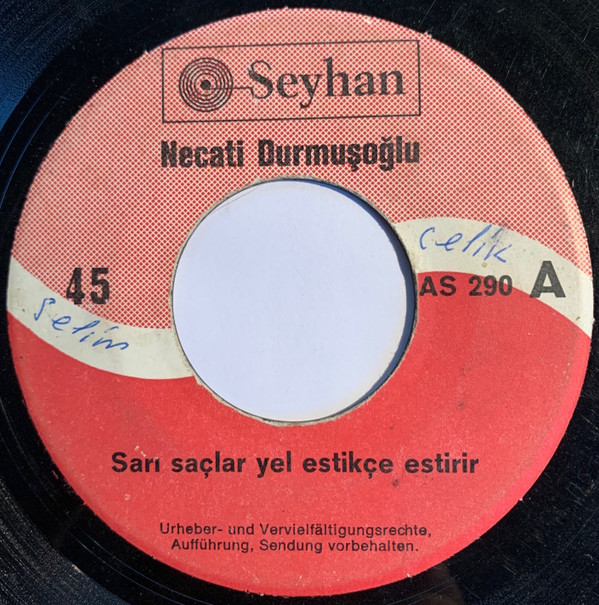 Seyhan
Necati Durmuşoğlu
celik
45
AS 290 A
selim
Sarı saçlar yel estikçe estirir
Urheber- und Vervielfältigungsrechte,
Aufführung, Sendung vorbehalten.